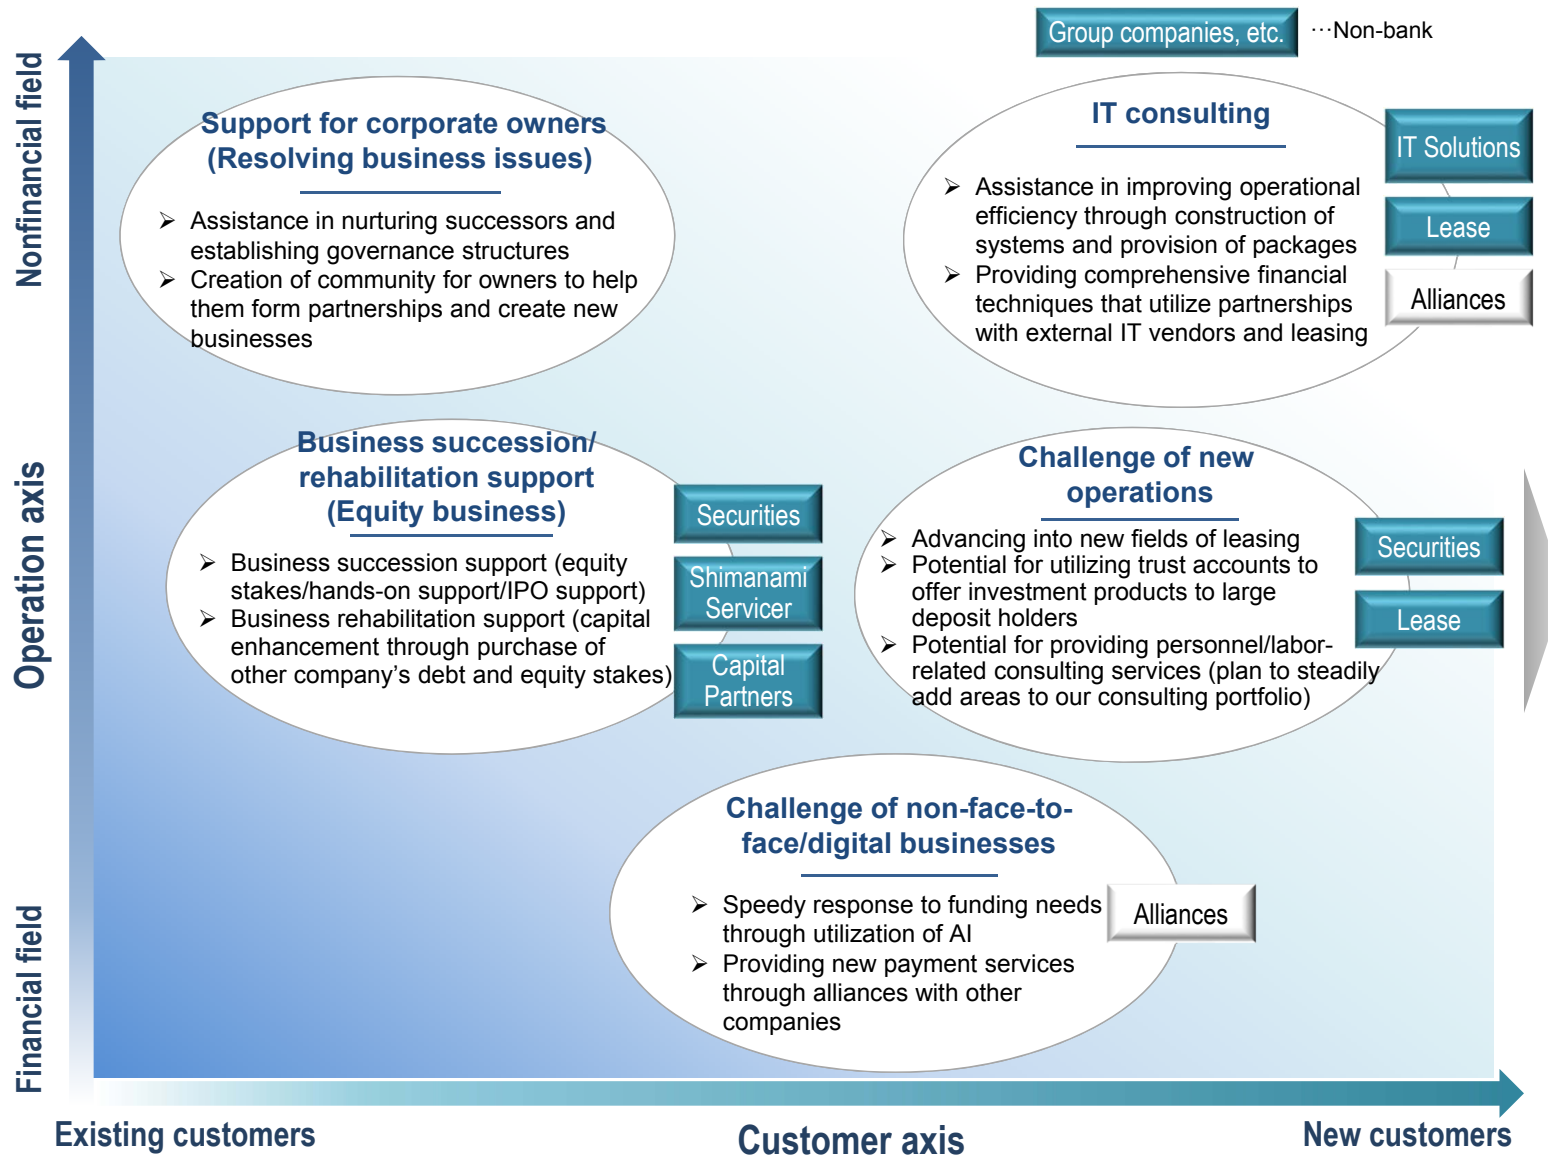 Group companies, etc.
…Non-bank
Nonfinancial field
Operation axis
Financial field
Support for corporate owners
(Resolving business issues)
➢ Assistance in nurturing successors and
establishing governance structures
➢ Creation of community for owners to help
them form partnerships and create new
businesses
IT consulting
➢ Assistance in improving operational
efficiency through construction of
systems and provision of packages
➢ Providing comprehensive financial
techniques that utilize partnerships
with external IT vendors and leasing
IT Solutions
Lease
Alliances
Business succession/
rehabilitation support
(Equity business)
➢ Business succession support (equity
stakes/hands-on support/IPO support)
➢ Business rehabilitation support (capital
enhancement through purchase of
other company’s debt and equity stakes)
Securities
Shimanami
Servicer
Capital
Partners
Challenge of new
operations
➢ Advancing into new fields of leasing
➢ Potential for utilizing trust accounts to
offer investment products to large
deposit holders
➢ Potential for providing personnel/labor-
related consulting services (plan to steadily
add areas to our consulting portfolio)
Securities
Lease
Challenge of non-face-to-
face/digital businesses
➢ Speedy response to funding needs
through utilization of AI
➢ Providing new payment services
through alliances with other
companies
Alliances
Existing customers
Customer axis
New customers